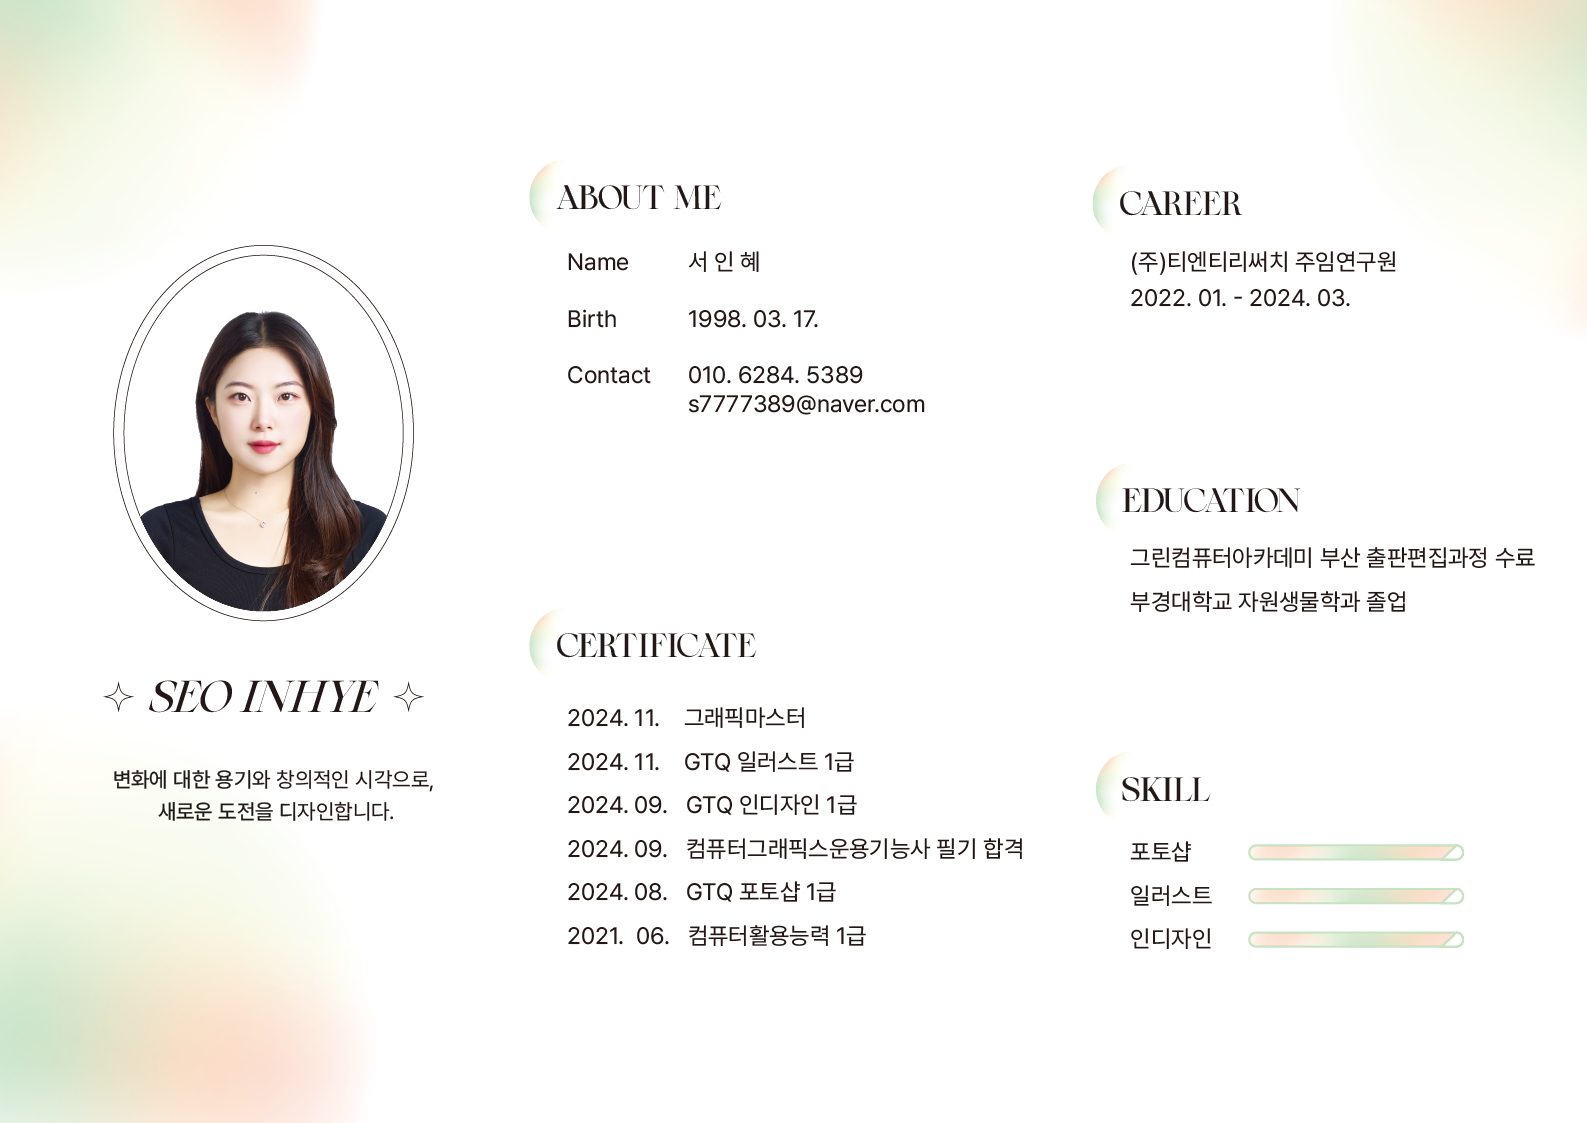 SEO INHYE
변화에 대한 용기와 창의적인 시각으로,
새로운 도전을 디자인합니다.
ABOUT ME
Name 서 인 혜
Birth 1998. 03. 17.
Contact 010. 6284. 5389
s7777389@naver.com
CERTIFICATE
2024. 11. 그래픽마스터
2024. 11. GTQ 일러스트 1급
2024. 09. GTQ 인디자인 1급
2024. 09. 컴퓨터그래픽스운용기능사 필기 합격
2024. 08. GTQ 포토샵 1급
2021. 06. 컴퓨터활용능력 1급
CAREER
(주)티엔티리써치 주임연구원
2022. 01. - 2024. 03.
EDUCATION
그린컴퓨터아카데미 부산 출판편집과정 수료
부경대학교 자원생물학과 졸업
SKILL
포토샵
일러스트
인디자인